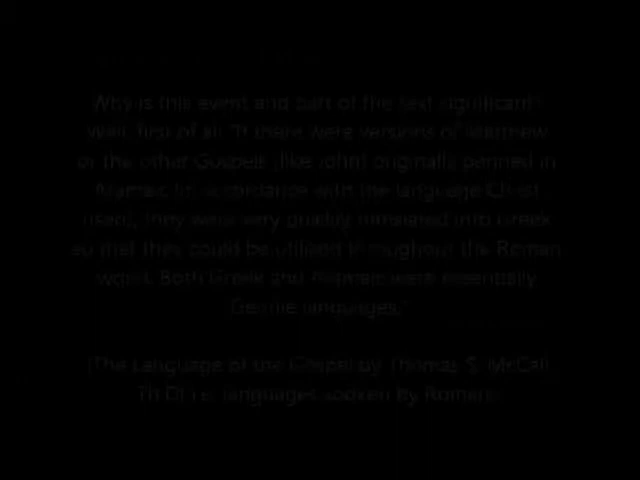 Why is this event and part of the text significant?
Well, first of all, "If there were versions of Matthew
or the other Gospels (like John) originally penned in
Aramaic (in accordance with the language Christ
used), they were very quickly translated into Greek
so that they could be utilized throughout the Roman
world. Both Greek and Aramaic were essentially
Gentile languages."
(The Language of the Gospel by Thomas S. McCall,
Th.D) i.e. languages spoken by Romans